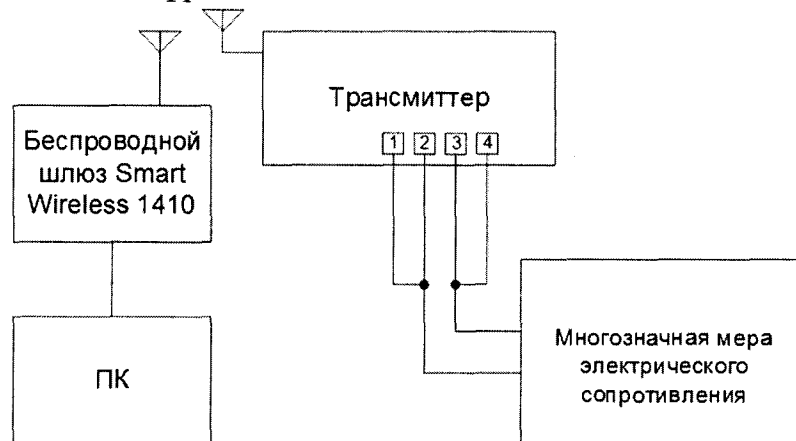 Трансмиттер
1 2 3 4
Беспроводной
шлюз Smart
Wireless 1410
ПК
Многозначная мера
электрического
сопротивления